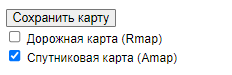 Сохранить карту
Дорожная карта (Rmap)
Спутниковая карта (Amap)